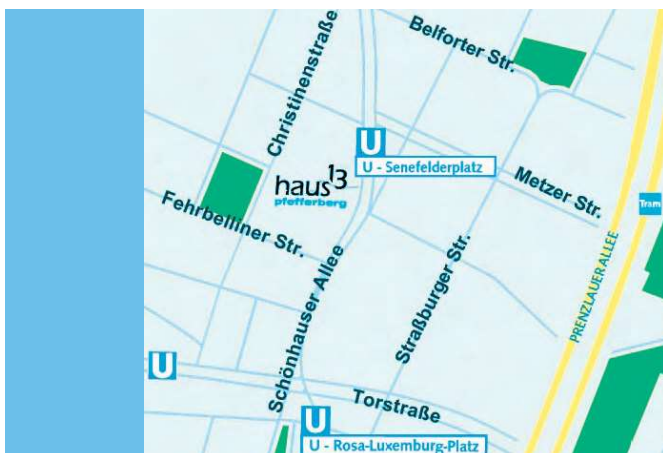 Belforter Str.
Christinenstraße
U
U - Senefelderplatz
haus13
pfefferberg
Metzer Str.
Fehrbelliner Str.
Tram
Schönhauser Allee
Straßburger Str.
PRENZLAUER ALLEE
U
Torstraße
U
U - Rosa-Luxemburg-Platz